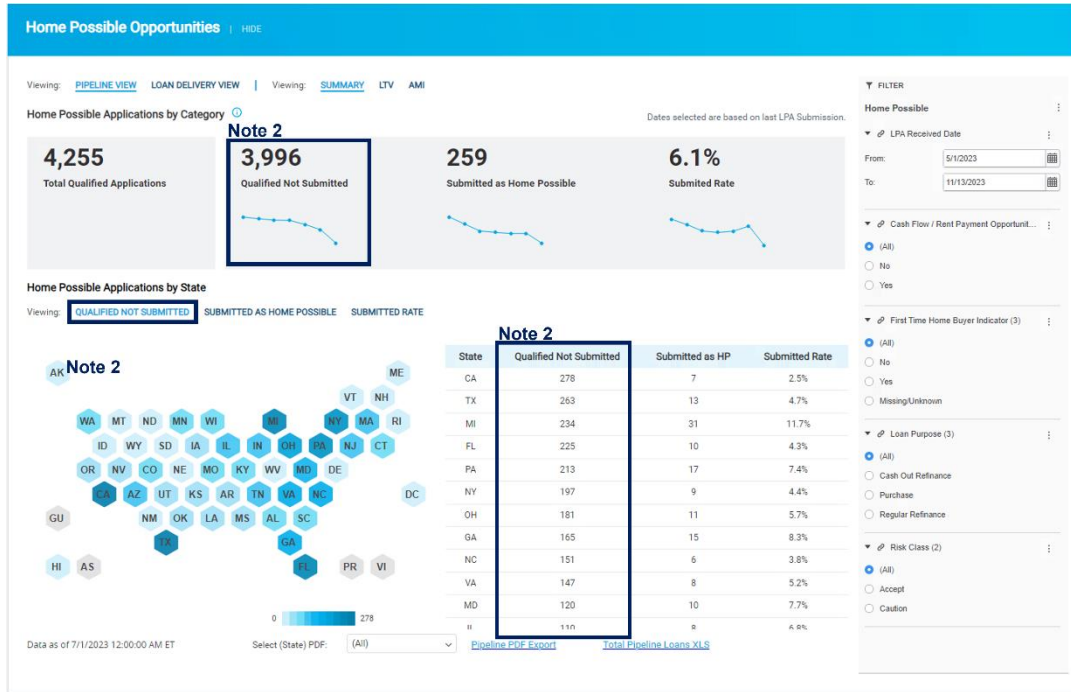 Home Possible Opportunities | HIDE
Viewing: PIPELINE VIEW LOAN DELIVERY VIEW | Viewing: SUMMARY LTV AMI
Home Possible Applications by Category
Dates selected are based on last LPA Submission.
Note 2
4,255 3,996 259 6.1%
Total Qualified Applications Qualified Not Submitted Submitted as Home Possible Submited Rate
Home Possible Applications by State
Viewing: QUALIFIED NOT SUBMITTED SUBMITTED AS HOME POSSIBLE SUBMITTED RATE
Note 2
AK ME
VT NH
WA MT ND MN WI MI NY MA RI
ID WY SD IA IL IN OH PA NJ CT
OR NV CO NE MO KY WV MD DE
CA AZ UT KS AR TN VA NC DC
GU NM OK LA MS AL SC
TX GA
HI AS FL PR VI
0 278
Note 2
State Qualified Not Submitted Submitted as HP Submitted Rate
CA 278 7 2.5%
TX 263 13 4.7%
MI 234 31 11.7%
FL 225 10 4.3%
PA 213 17 7.4%
NY 197 9 4.4%
OH 181 11 5.7%
GA 165 15 8.3%
NC 151 6 3.8%
VA 147 8 5.2%
MD 120 10 7.7%
IL 110 8 6.8%
Data as of 7/1/2023 12:00:00 AM ET Select (State) PDF: (All) Pipeline PDF Export Total Pipeline Loans XLS
FILTER
Home Possible
LPA Received Date
From: 5/1/2023
To: 11/13/2023
Cash Flow / Rent Payment Opportunit...
(All)
No
Yes
First Time Home Buyer Indicator (3)
(All)
No
Yes
Missing/Unknown
Loan Purpose (3)
(All)
Cash Out Refinance
Purchase
Regular Refinance
Risk Class (2)
(All)
Accept
Caution